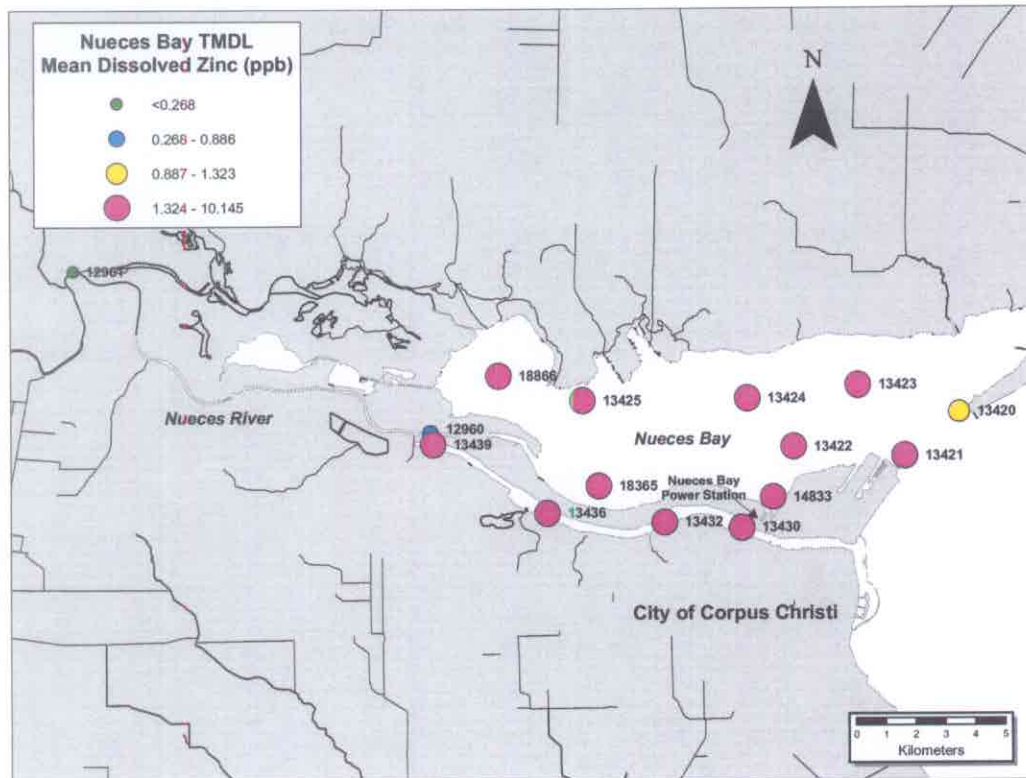 Nueces Bay TMDL
Mean Dissolved Zinc (ppb)
<0.268
0.268 - 0.886
0.887 - 1.323
1.324 - 10.145
N
12961
18866
13425
13424
13423
13420
Nueces River
12960
13439
Nueces Bay
13422
13421
18365
Nueces Bay
Power Station
14833
13436
13432
13430
City of Corpus Christi
0 1 2 3 4 5
Kilometers